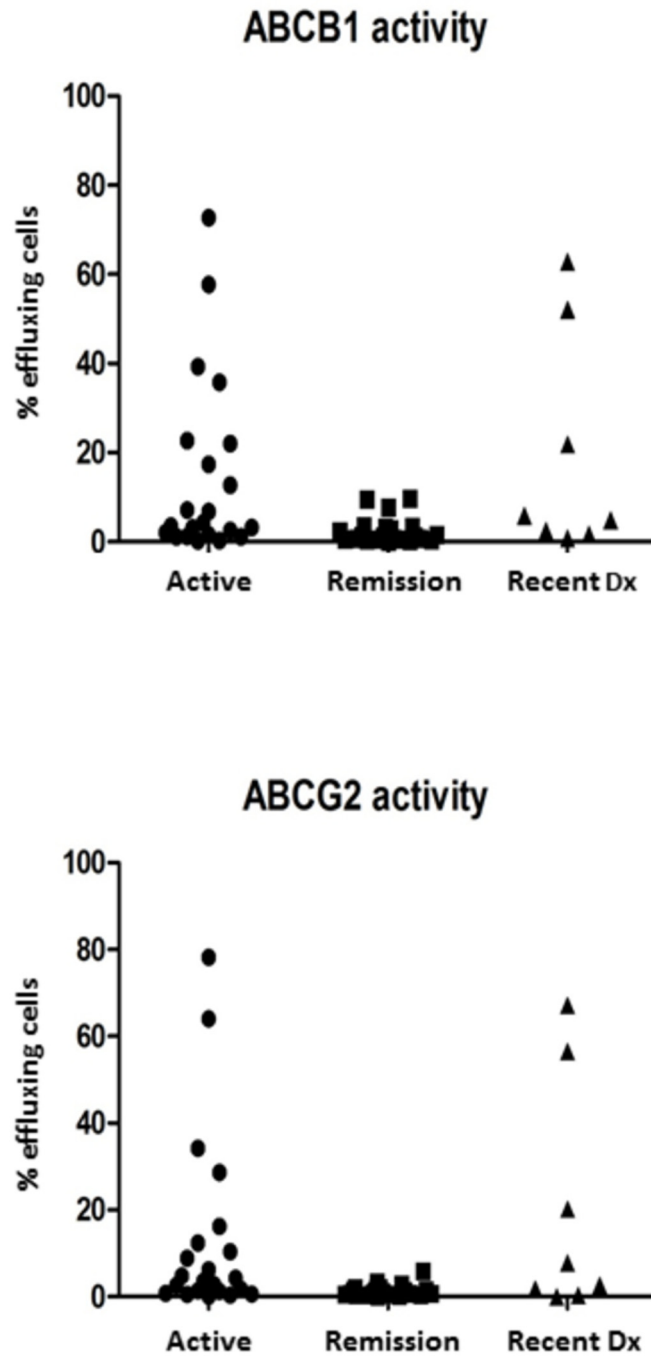 ABCB1 activity
100
80
60
40
20
0
% effluxing cells
Active Remission Recent Dx
ABCG2 activity
100
80
60
40
20
0
% effluxing cells
Active Remission Recent Dx